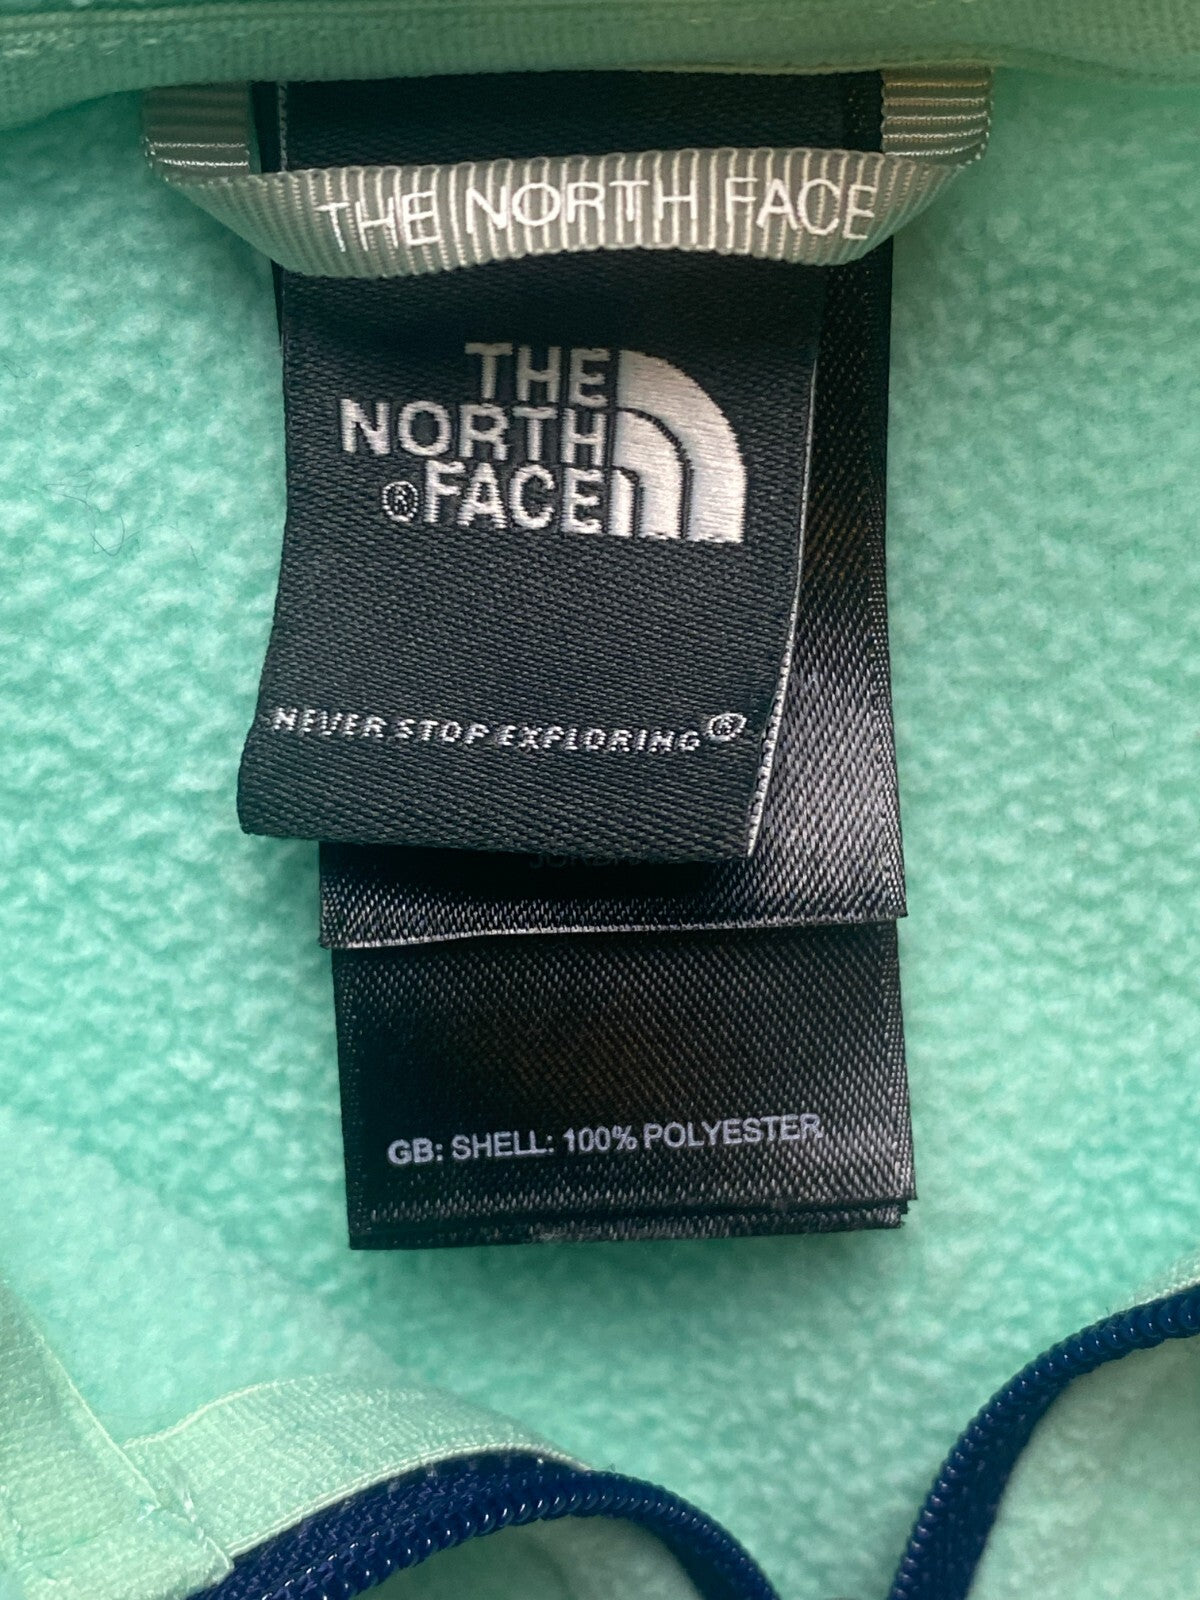 THE NORTH FACE
THE
NORTH
®FACE
NEVER STOP EXPLORING®
GB: SHELL: 100% POLYESTER